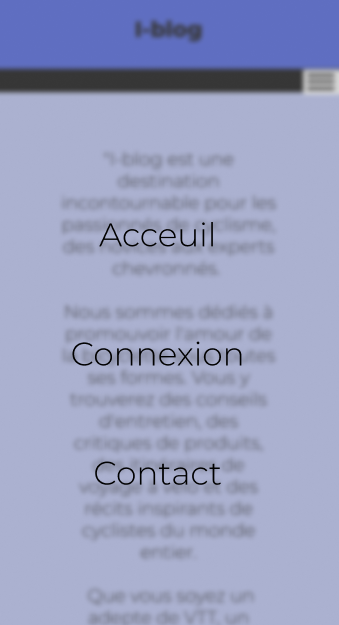 I-blog
"I-blog est une
destination
incontournable pour les
passionnés de cyclisme,
des novices aux experts
chevronnés.
Acceuil
Nous sommes dédiés à
promouvoir l'amour de
toutes
Connexion
ses formes. Vous y
trouverez des conseils
d'entretien, des
critiques de produits,
de
Contact
voyage à vélo et des
récits inspirants de
cyclistes du monde
entier.
Que vous soyez un
adepte de VTT, un